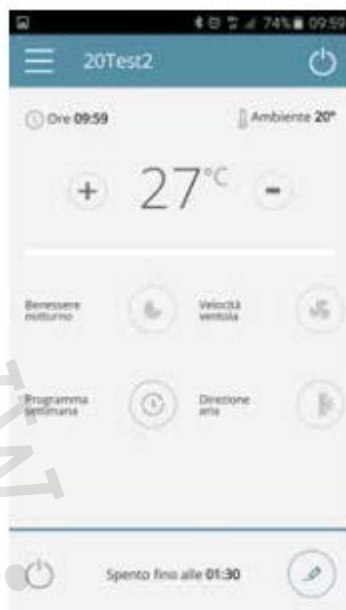 74% 09:59
20Test2
Ore 09:59
Ambiente 20°
+ 27°C -
Benessere
notturno
Velocità
ventola
Programma
settimana
Direzione
aria
Spento fino alle 01:30